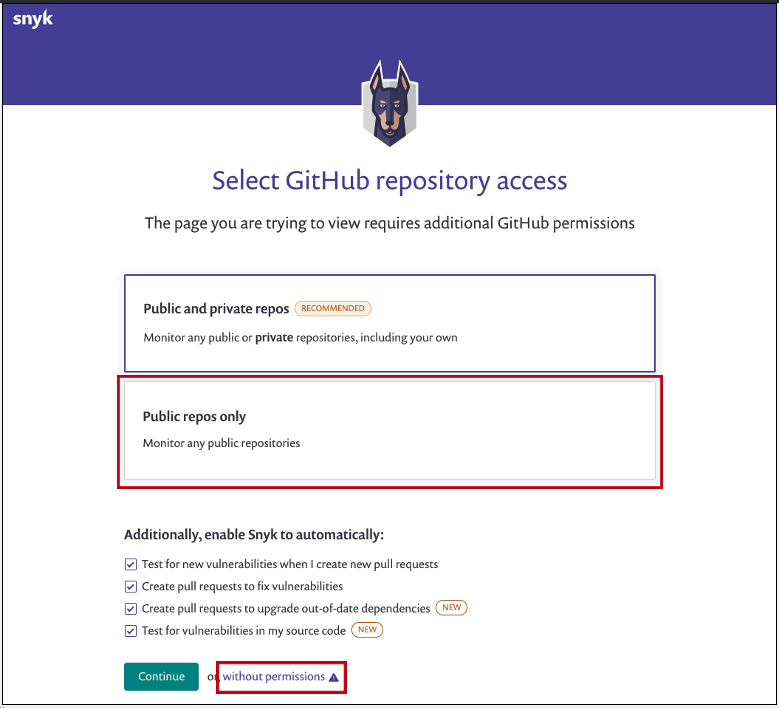 snyk
Select GitHub repository access
The page you are trying to view requires additional GitHub permissions
Public and private repos RECOMMENDED
Monitor any public or private repositories, including your own
Public repos only
Monitor any public repositories
Additionally, enable Snyk to automatically:
Test for new vulnerabilities when I create new pull requests
Create pull requests to fix vulnerabilities
Create pull requests to upgrade out-of-date dependencies NEW
Test for vulnerabilities in my source code NEW
Continue or without permissions